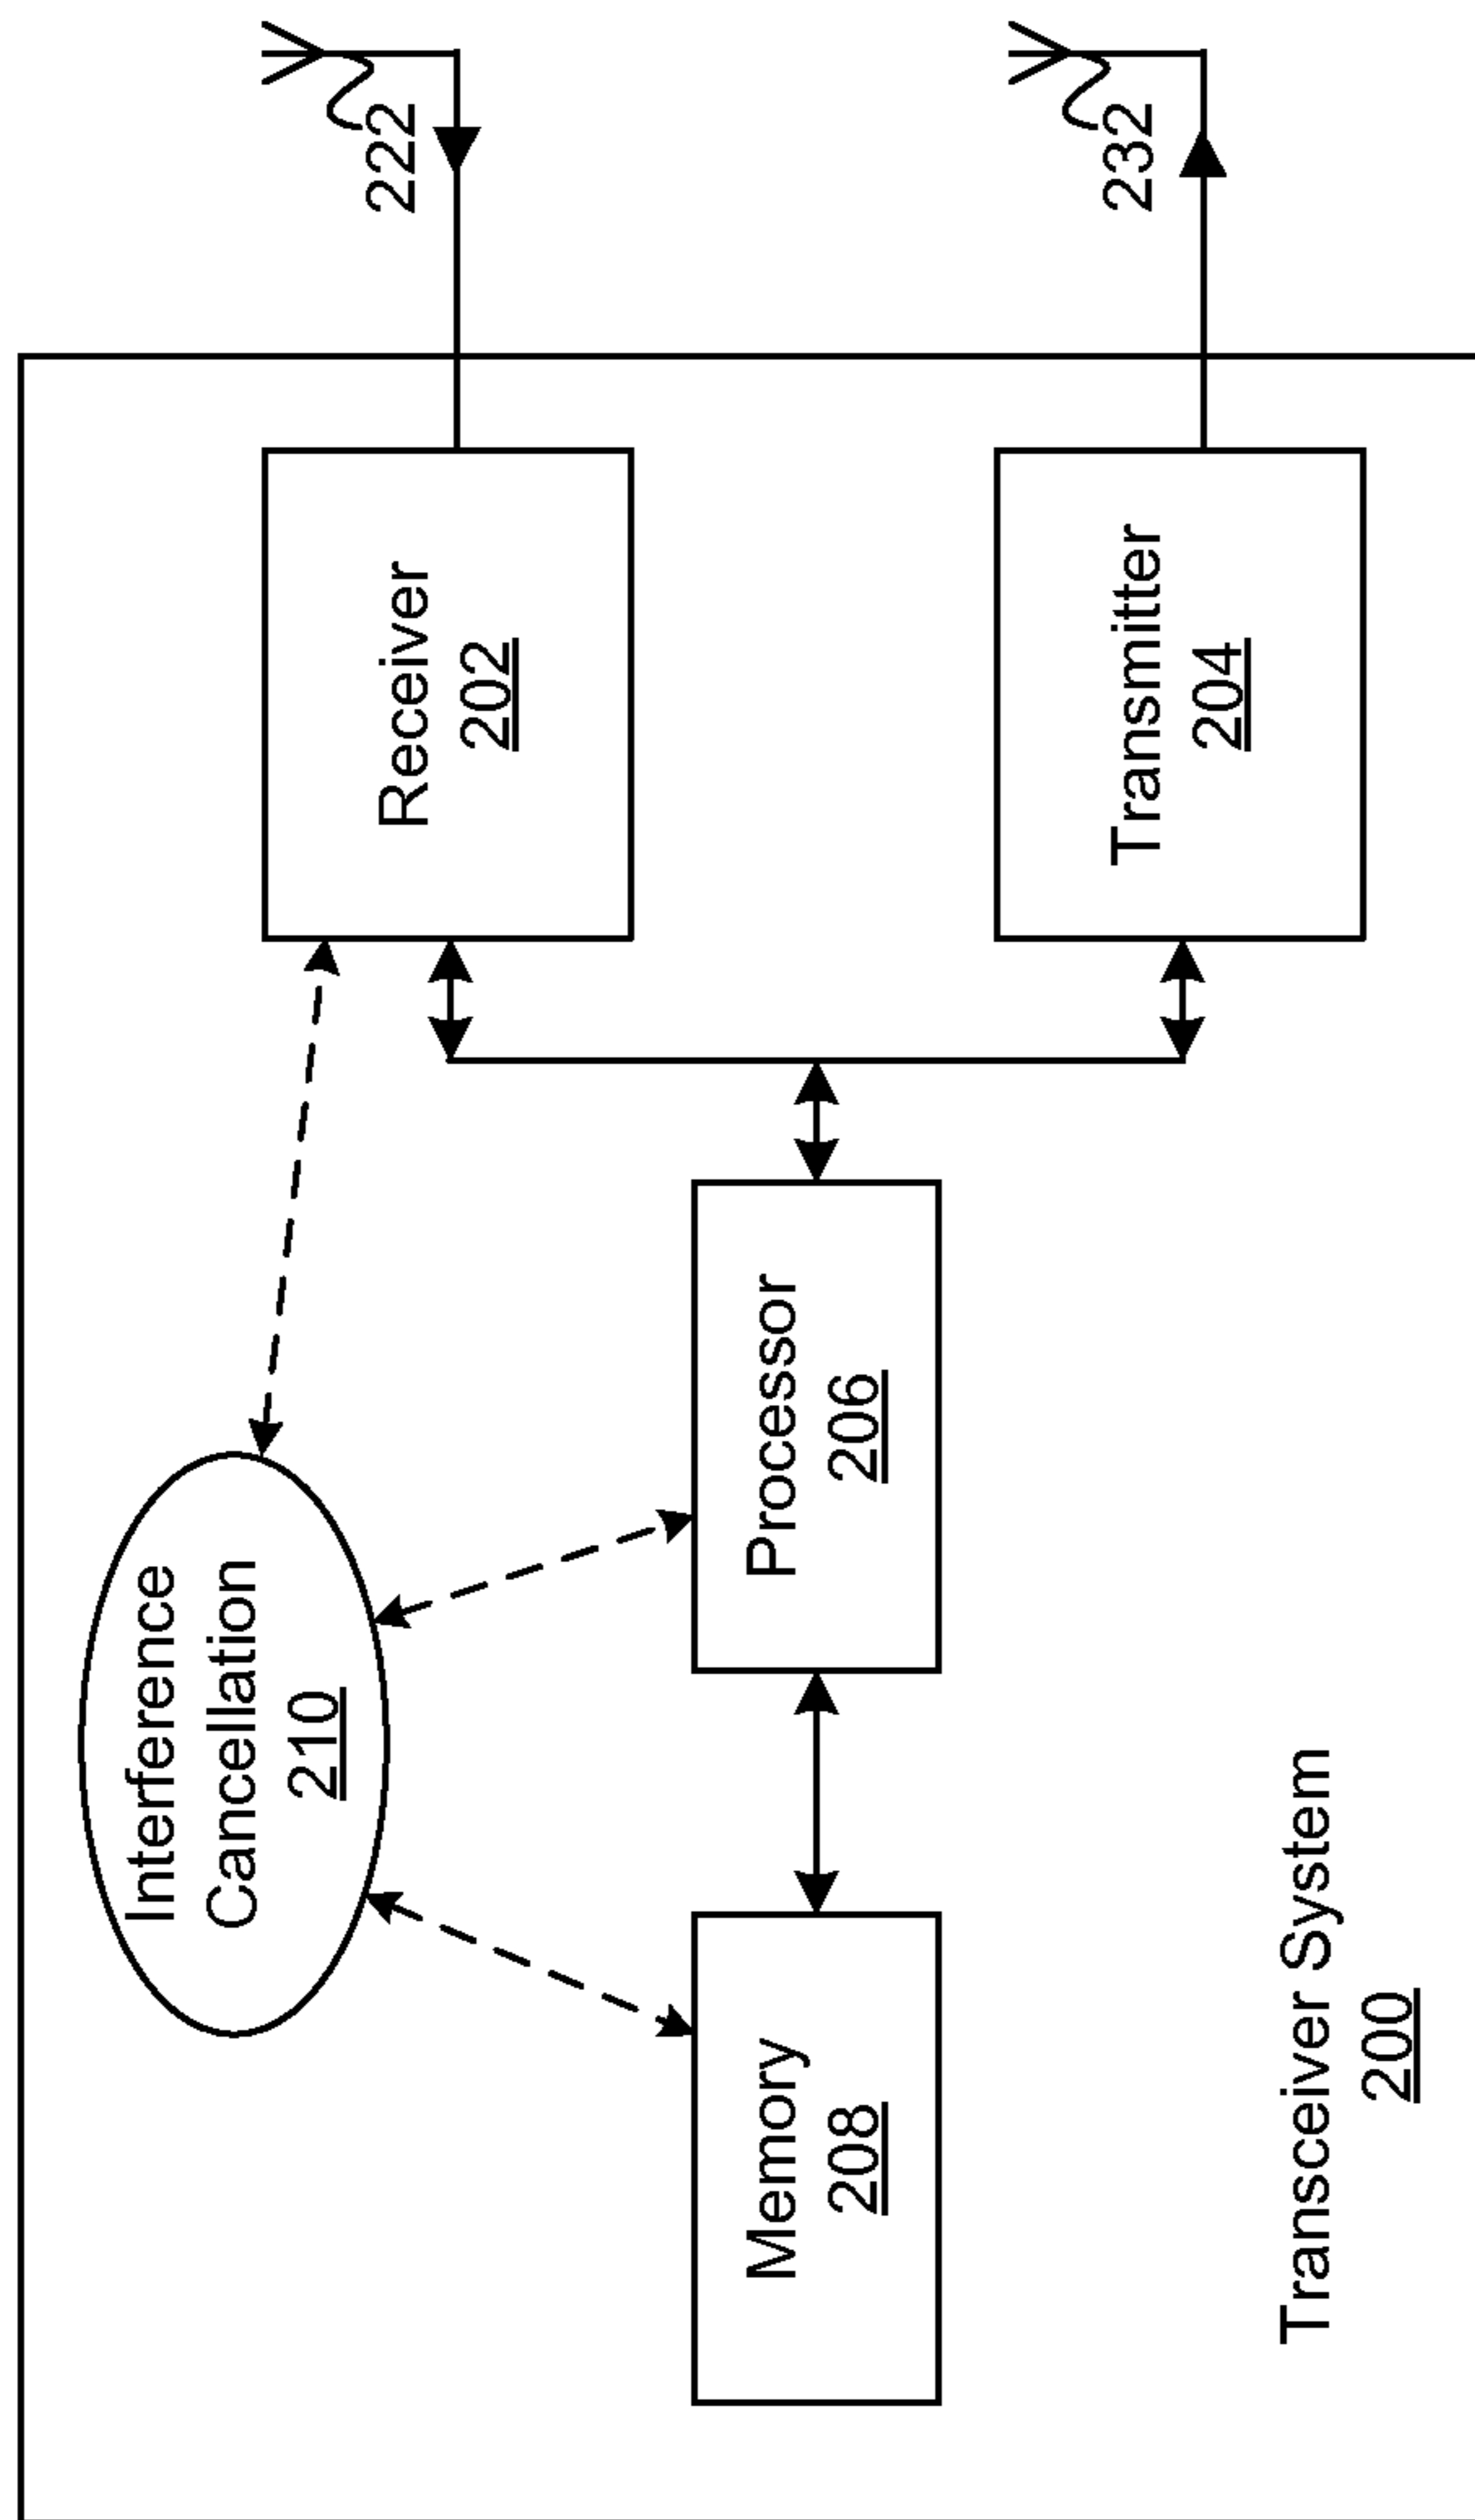 Interference
Cancellation
210
Receiver
202
222
Memory
208
Processor
206
Transmitter
204
232
Transceiver System
200